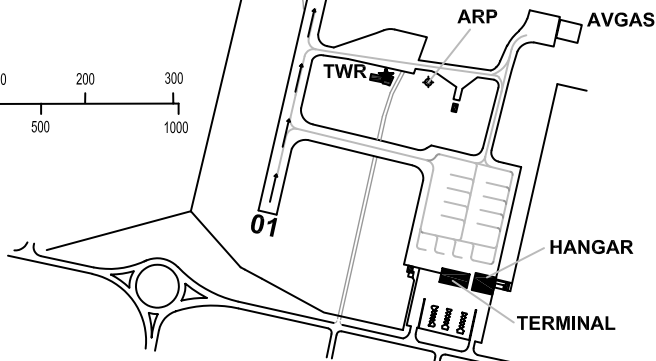 ARP
AVGAS
TWR
0 200 300
500 1000
01
HANGAR
TERMINAL